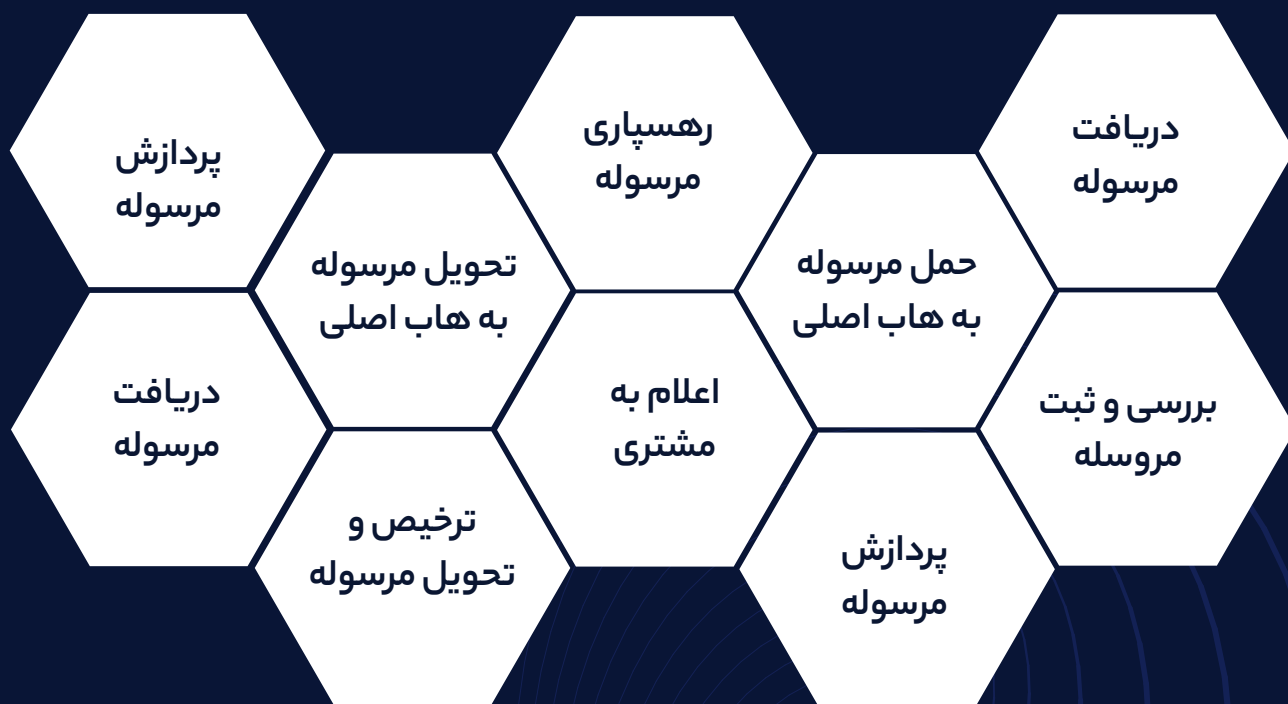 دریافت
مرسوله
بررسی و ثبت
مروسله
حمل مرسوله
به هاب اصلی
پردازش
مرسوله
رهسپاری
مرسوله
اعلام به
مشتری
تحویل مرسوله
به هاب اصلی
ترخیص و
تحویل مرسوله
پردازش
مرسوله
دریافت
مرسوله